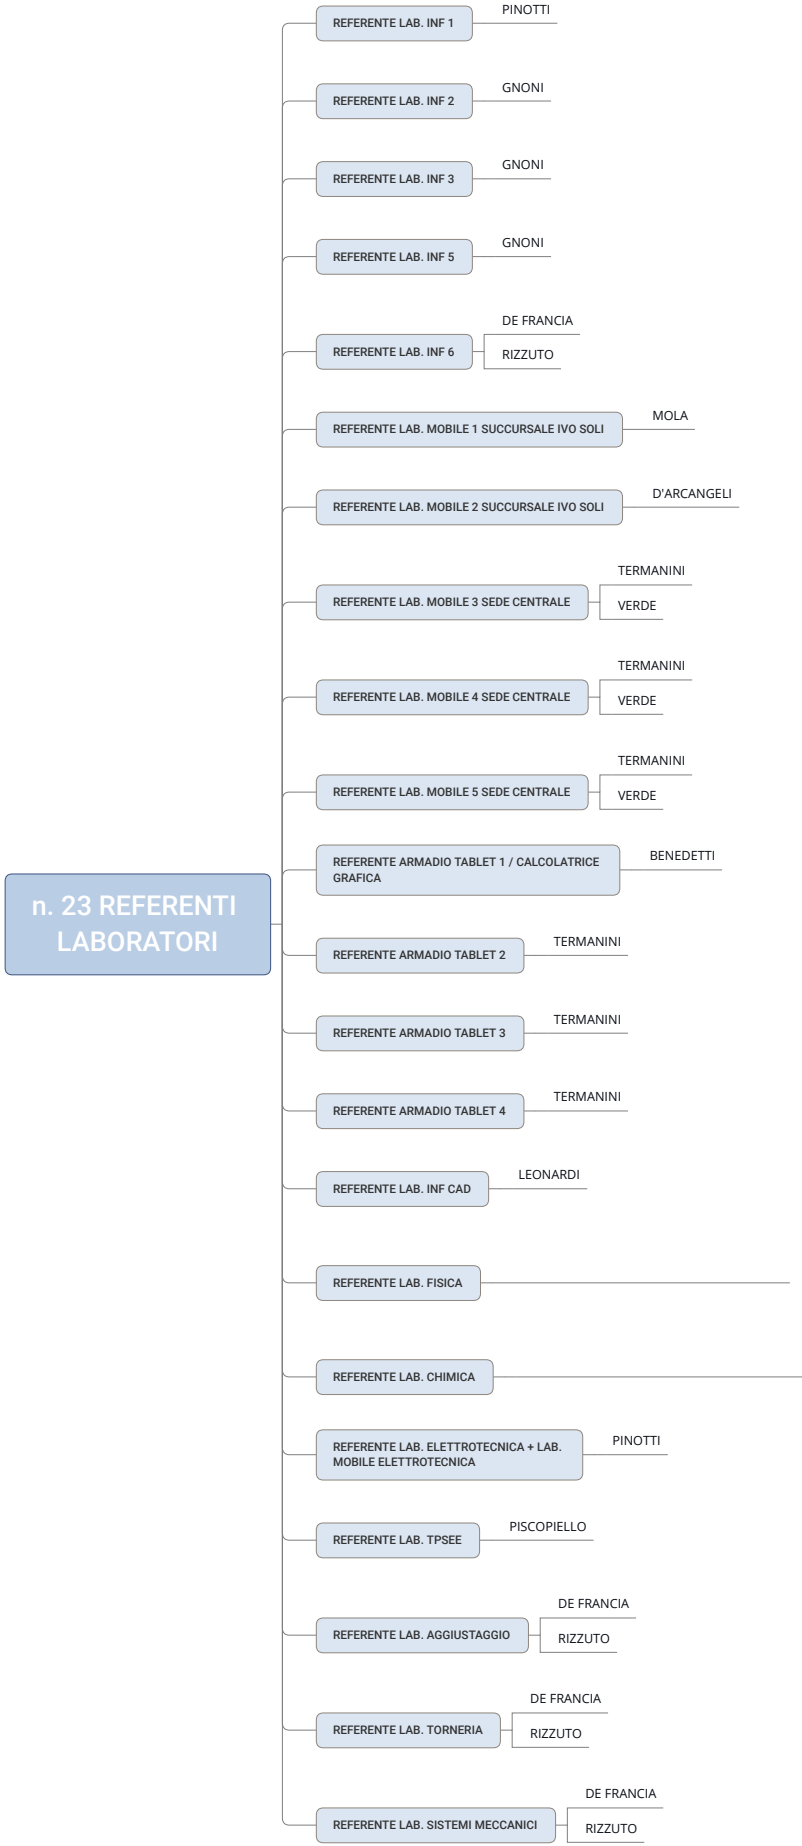 PINOTTI
REFERENTE LAB. INF 1
GNONI
REFERENTE LAB. INF 2
GNONI
REFERENTE LAB. INF 3
GNONI
REFERENTE LAB. INF 5
DE FRANCIA
REFERENTE LAB. INF 6
RIZZUTO
MOLA
REFERENTE LAB. MOBILE 1 SUCCURSALE IVO SOLI
D'ARCANGELI
REFERENTE LAB. MOBILE 2 SUCCURSALE IVO SOLI
TERMANINI
REFERENTE LAB. MOBILE 3 SEDE CENTRALE
VERDE
TERMANINI
REFERENTE LAB. MOBILE 4 SEDE CENTRALE
VERDE
TERMANINI
REFERENTE LAB. MOBILE 5 SEDE CENTRALE
VERDE
BENEDETTI
REFERENTE ARMADIO TABLET 1 / CALCOLATRICE
GRAFICA
n. 23 REFERENTI
LABORATORI
TERMANINI
REFERENTE ARMADIO TABLET 2
TERMANINI
REFERENTE ARMADIO TABLET 3
TERMANINI
REFERENTE ARMADIO TABLET 4
LEONARDI
REFERENTE LAB. INF CAD
REFERENTE LAB. FISICA
REFERENTE LAB. CHIMICA
PINOTTI
REFERENTE LAB. ELETTROTECNICA + LAB.
MOBILE ELETTROTECNICA
PISCOPIELLO
REFERENTE LAB. TPSEE
DE FRANCIA
REFERENTE LAB. AGGIUSTAGGIO
RIZZUTO
DE FRANCIA
REFERENTE LAB. TORNERIA
RIZZUTO
DE FRANCIA
REFERENTE LAB. SISTEMI MECCANICI
RIZZUTO